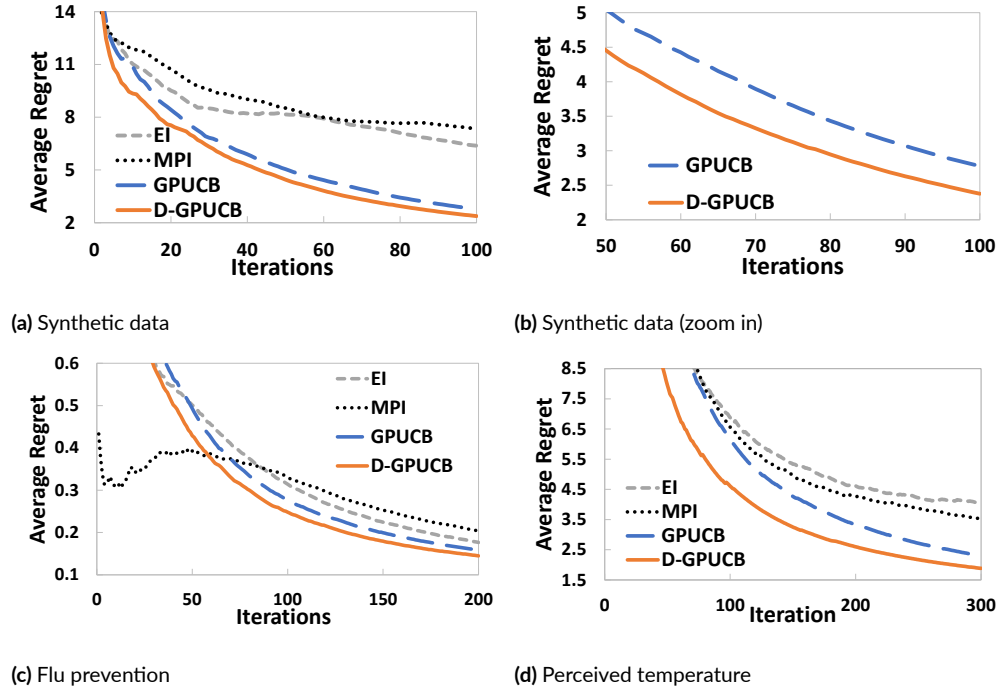 14
11
8
5
2
Average Regret
EI
MPI
GPUCB
D-GPUCB
0 20 40 60 80 100
Iterations
(a) Synthetic data
5
4.5
4
3.5
3
2.5
2
Average Regret
GPUCB
D-GPUCB
50 60 70 80 90 100
Iterations
(b) Synthetic data (zoom in)
0.6
0.5
0.4
0.3
0.2
0.1
Average Regret
EI
MPI
GPUCB
D-GPUCB
0 50 100 150 200
Iterations
(c) Flu prevention
8.5
7.5
6.5
5.5
4.5
3.5
2.5
1.5
Average Regret
EI
MPI
GPUCB
D-GPUCB
0 100 200 300
Iteration
(d) Perceived temperature